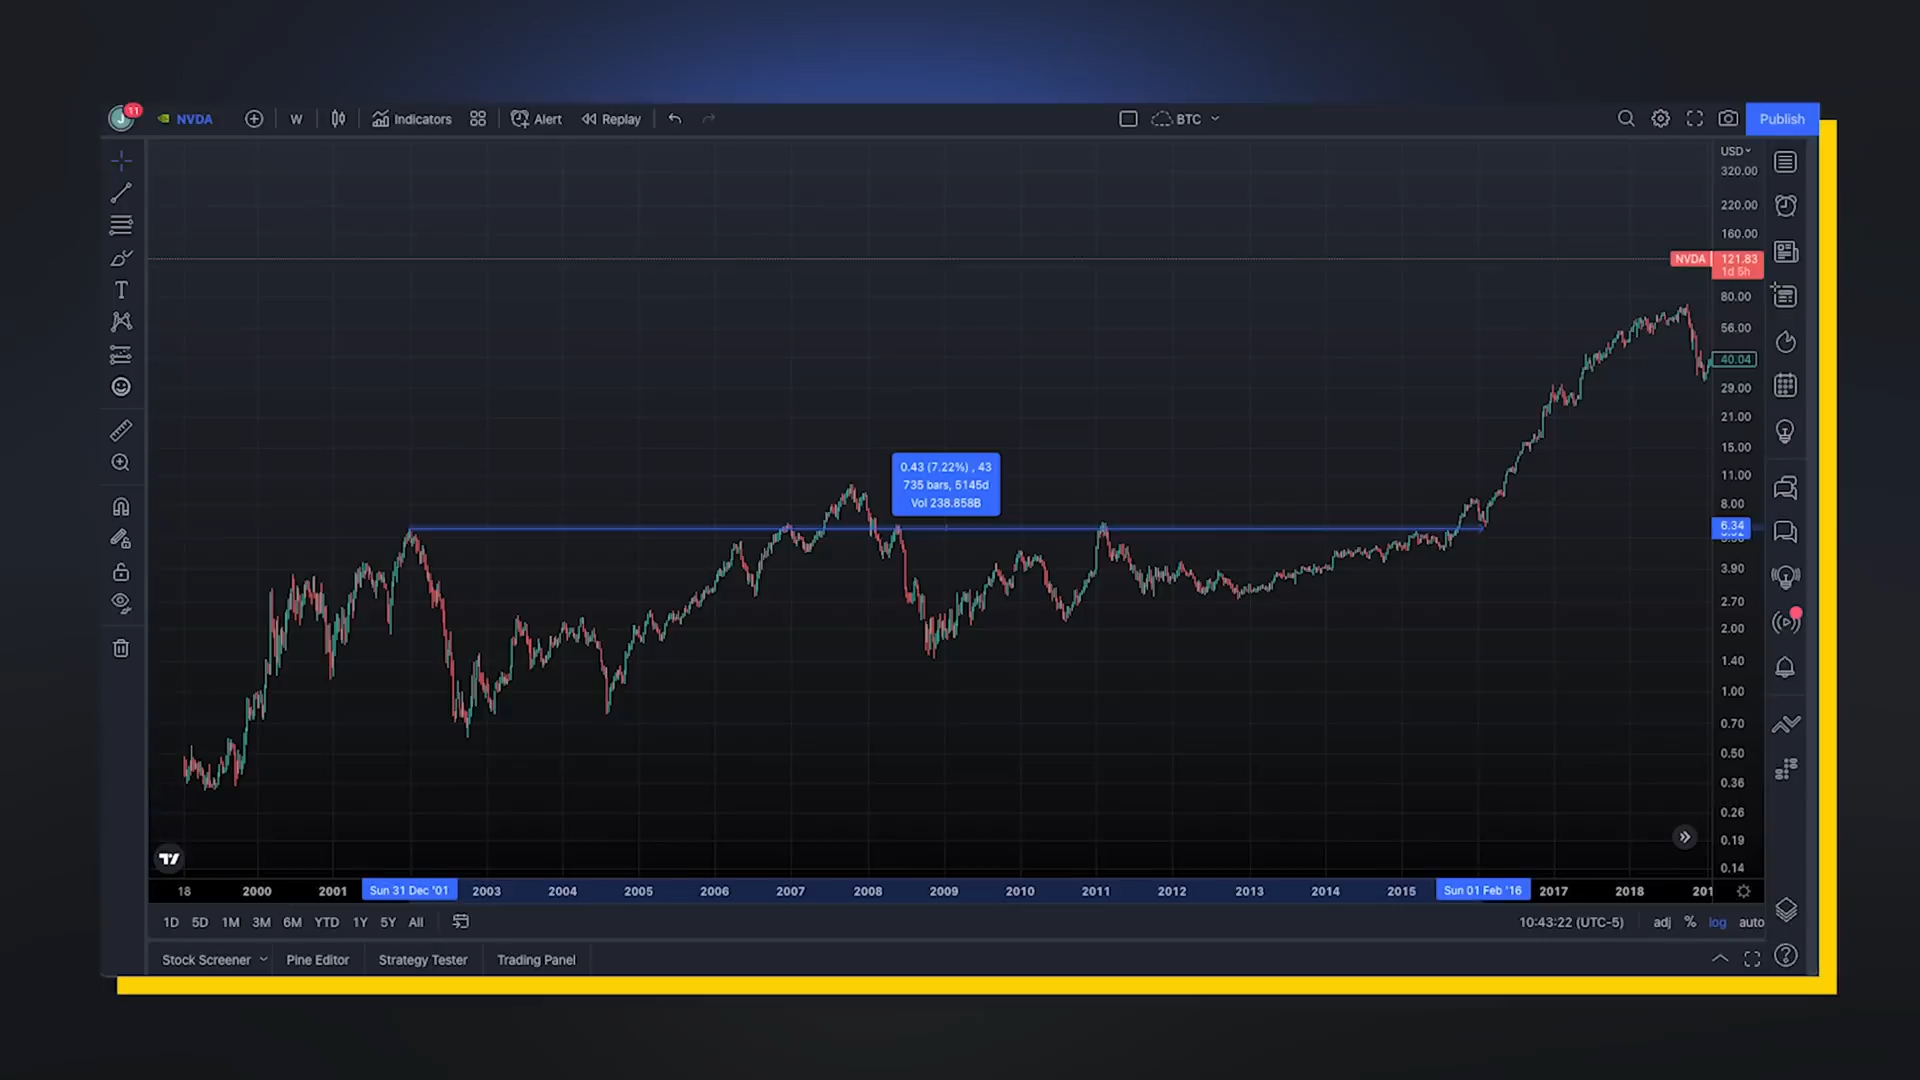 J 11 NVDA W Indicators Alert Replay BTC Publish
USD
320.00
220.00
160.00
NVDA 121.83
1d 5h
80.00
56.00
40.04
29.00
21.00
15.00
0.43 (7.22%) , 43
735 bars, 5145d
Vol 238.858B
11.00
8.00
6.34
3.90
2.70
2.00
1.40
1.00
0.70
0.50
0.36
0.26
0.19
0.14
18 2000 2001 Sun 31 Dec '01 2003 2004 2005 2006 2007 2008 2009 2010 2011 2012 2013 2014 2015 Sun 01 Feb '16 2017 2018 201
1D 5D 1M 3M 6M YTD 1Y 5Y All 10:43:22 (UTC-5) adj % log auto
Stock Screener Pine Editor Strategy Tester Trading Panel